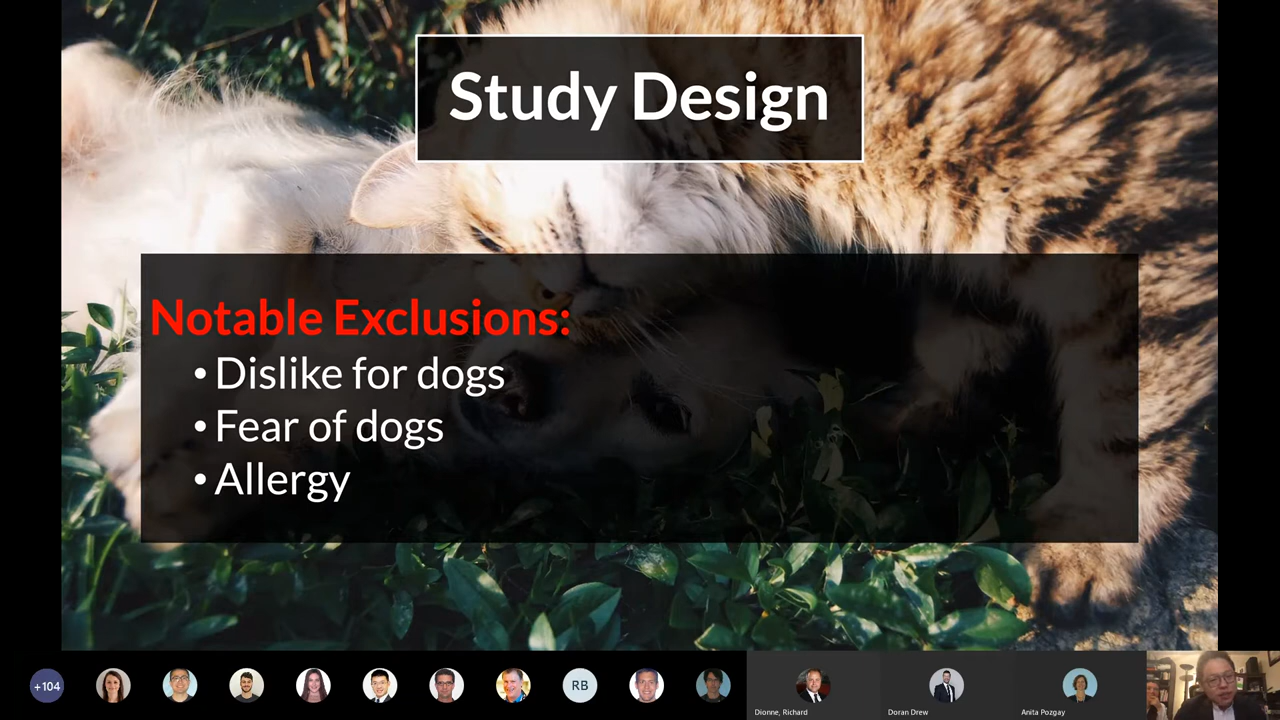 Study Design
Notable Exclusions:
• Dislike for dogs
• Fear of dogs
• Allergy
+104
RB
Dionne, Richard
Doran Drew
Anita Pozgay